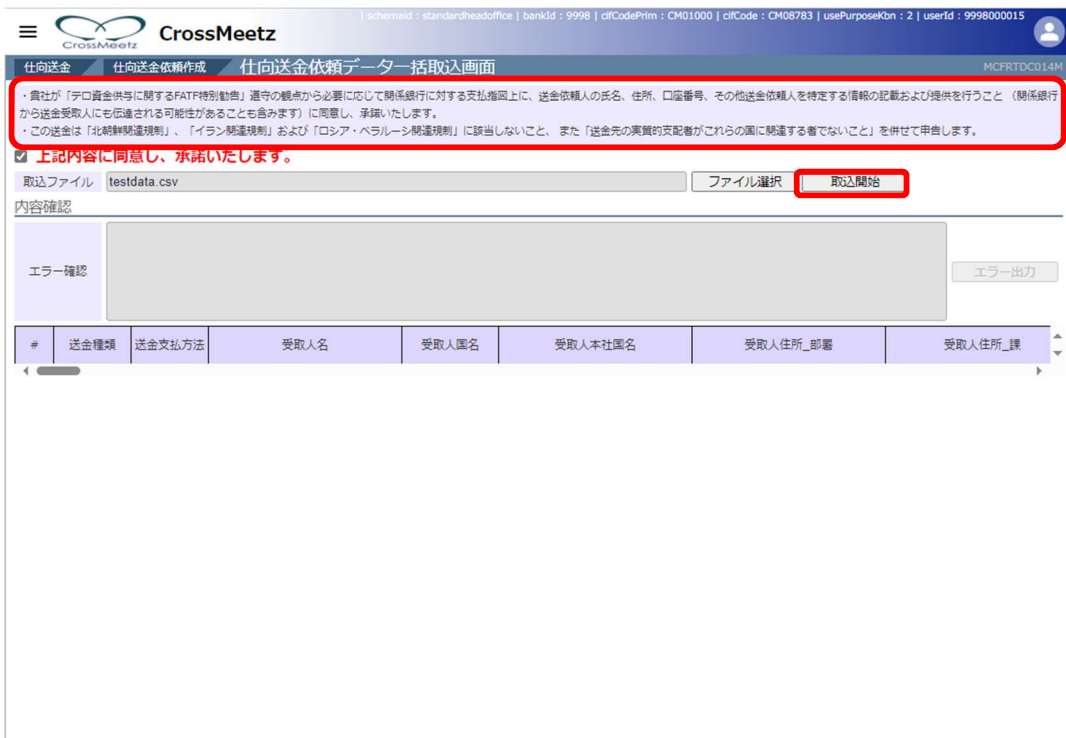 | schemaId : standardheadoffice | bankId : 9998 | cifCodePrim : CM01000 | cifCode : CM08783 | usePurposeKbn : 2 | userId : 9998000015
CrossMeetz
CrossMeetz
仕向送金 仕向送金依頼作成 仕向送金依頼データ一括取込画面 MCFRTDC014M
・貴社が「テロ資金供与に関するFATF特別勧告」遵守の観点から必要に応じて関係銀行に対する支払指図上に、送金依頼人の氏名、住所、口座番号、その他送金依頼人を特定する情報の記載および提供を行うこと （関係銀行
から送金受取人にも伝達される可能性があることも含みます）に同意し、承諾いたします。
・この送金は「北朝鮮関連規制」、「イラン関連規制」および「ロシア・ベラルーシ関連規制」に該当しないこと、 また「送金先の実質的支配者がこれらの国に関連する者でないこと」を併せて申告します。
上記内容に同意し、承諾いたします。
取込ファイル testdata.csv ファイル選択 取込開始
内容確認
エラー確認 エラー出力
# 送金種類 送金支払方法 受取人名 受取人国名 受取人本社国名 受取人住所_部署 受取人住所_課